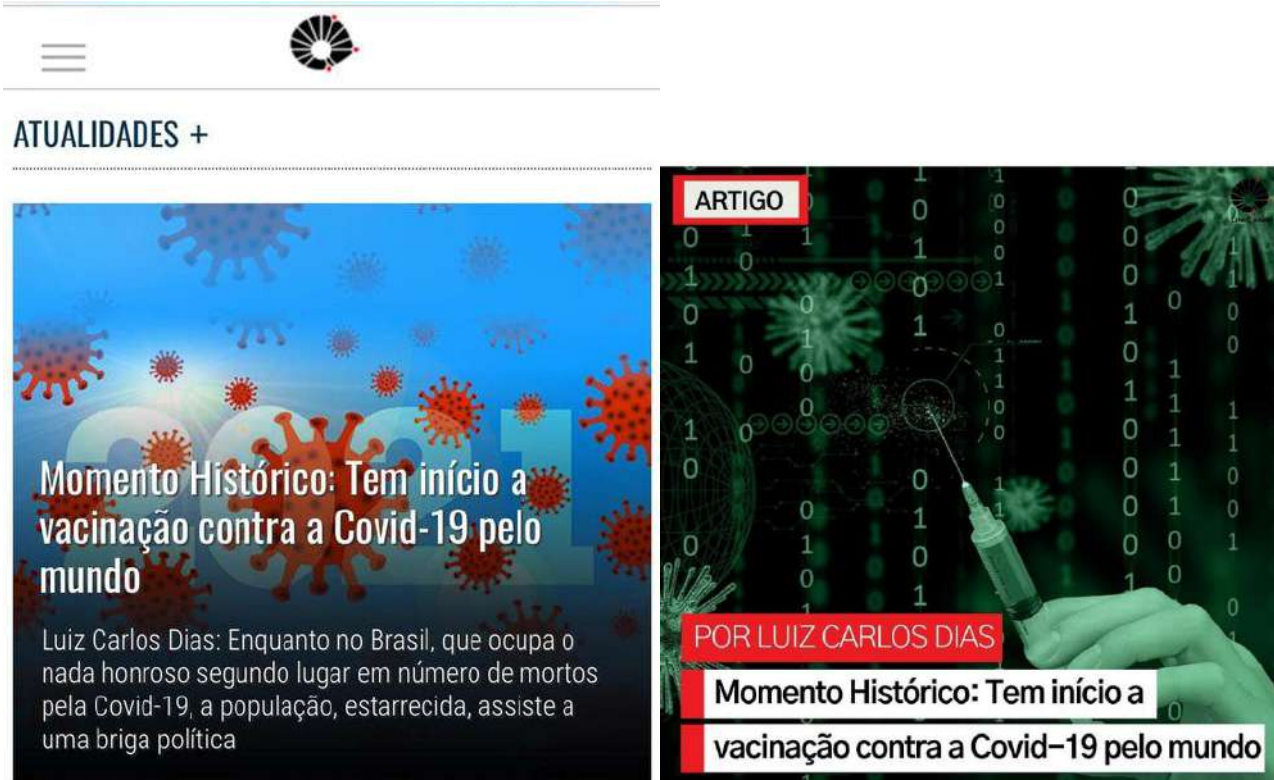 ATUALIDADES +
2021
Momento Histórico: Tem início a
vacinação contra a Covid-19 pelo
mundo
Luiz Carlos Dias: Enquanto no Brasil, que ocupa o
nada honroso segundo lugar em número de mortos
pela Covid-19, a população, estarrecida, assiste a
uma briga política
ARTIGO
POR LUIZ CARLOS DIAS
Momento Histórico: Tem início a
vacinação contra a Covid-19 pelo mundo